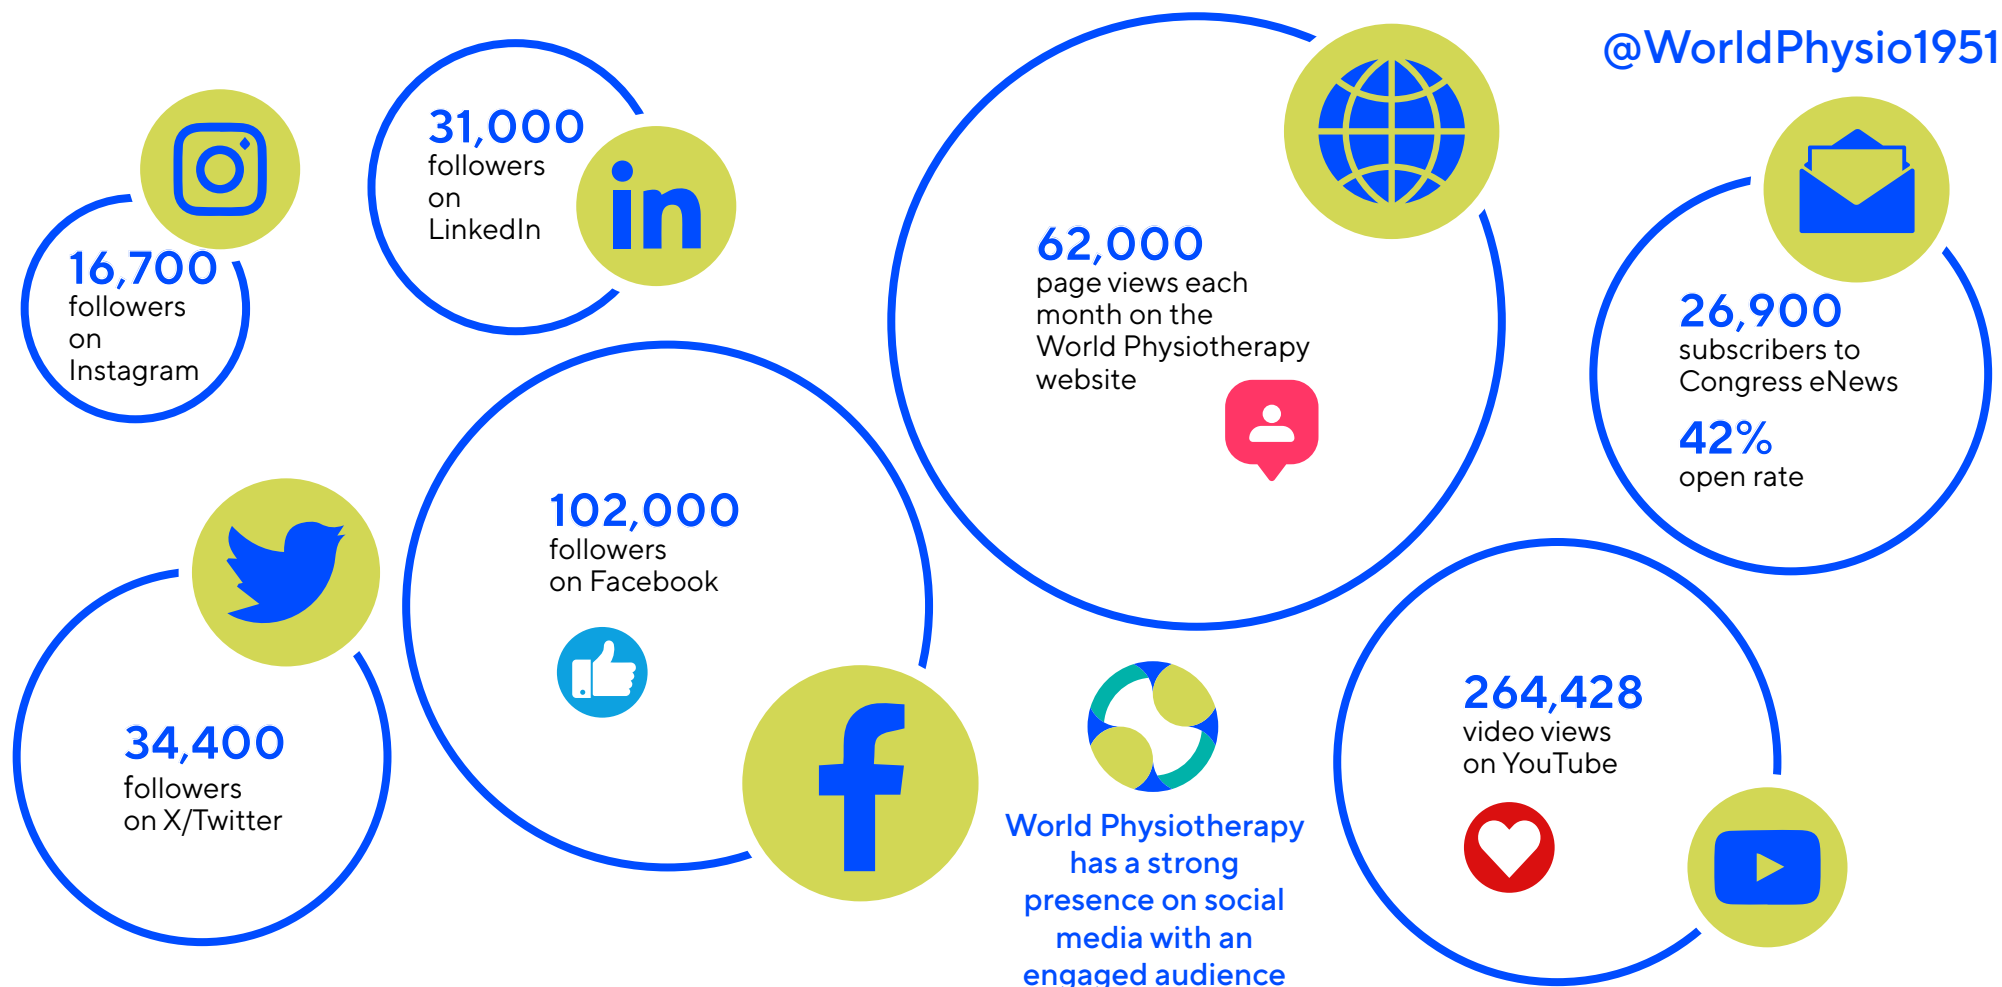 @WorldPhysio1951
16,700
followers
on
Instagram
31,000
followers
on
LinkedIn
in
62,000
page views each
month on the
World Physiotherapy
website
26,900
subscribers to
Congress eNews
42%
open rate
34,400
followers
on X/Twitter
102,000
followers
on Facebook
f
264,428
video views
on YouTube
World Physiotherapy
has a strong
presence on social
media with an
engaged audience